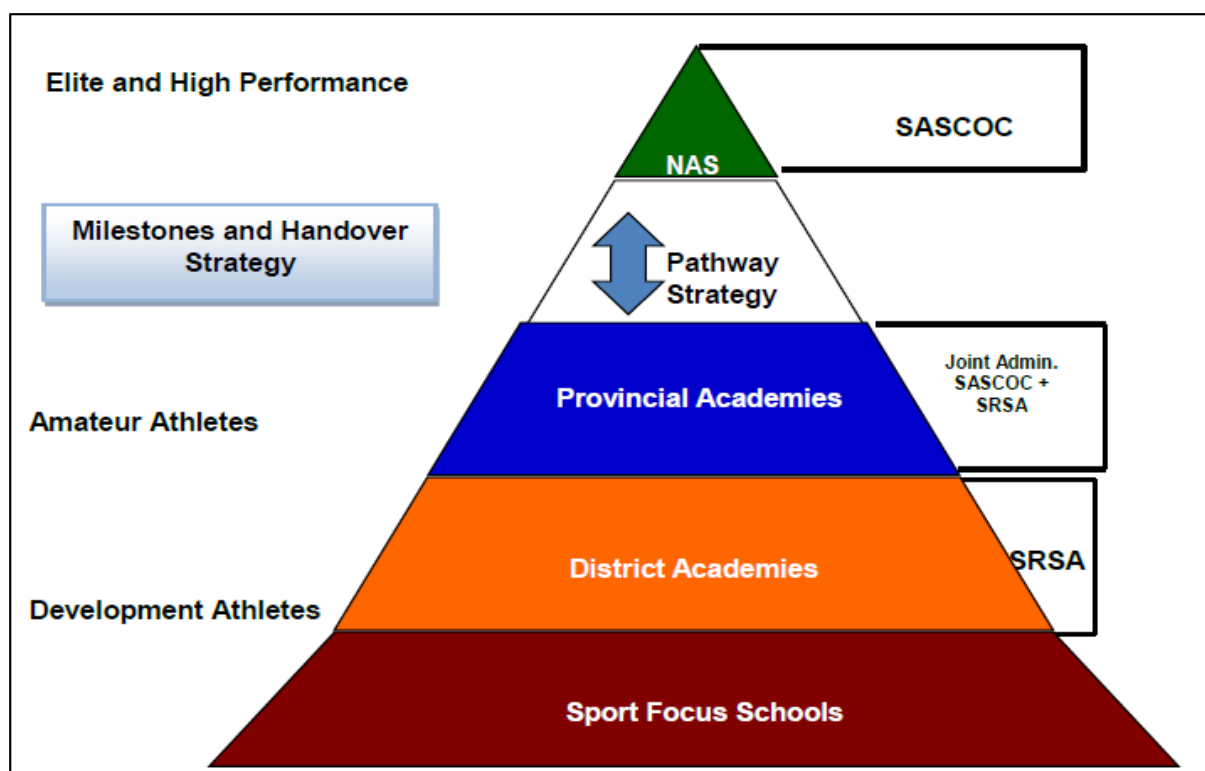 Elite and High Performance
SASCOC
NAS
Milestones and Handover
Strategy
Pathway
Strategy
Joint Admin.
SASCOC +
SRSA
Provincial Academies
Amateur Athletes
SRSA
District Academies
Development Athletes
Sport Focus Schools